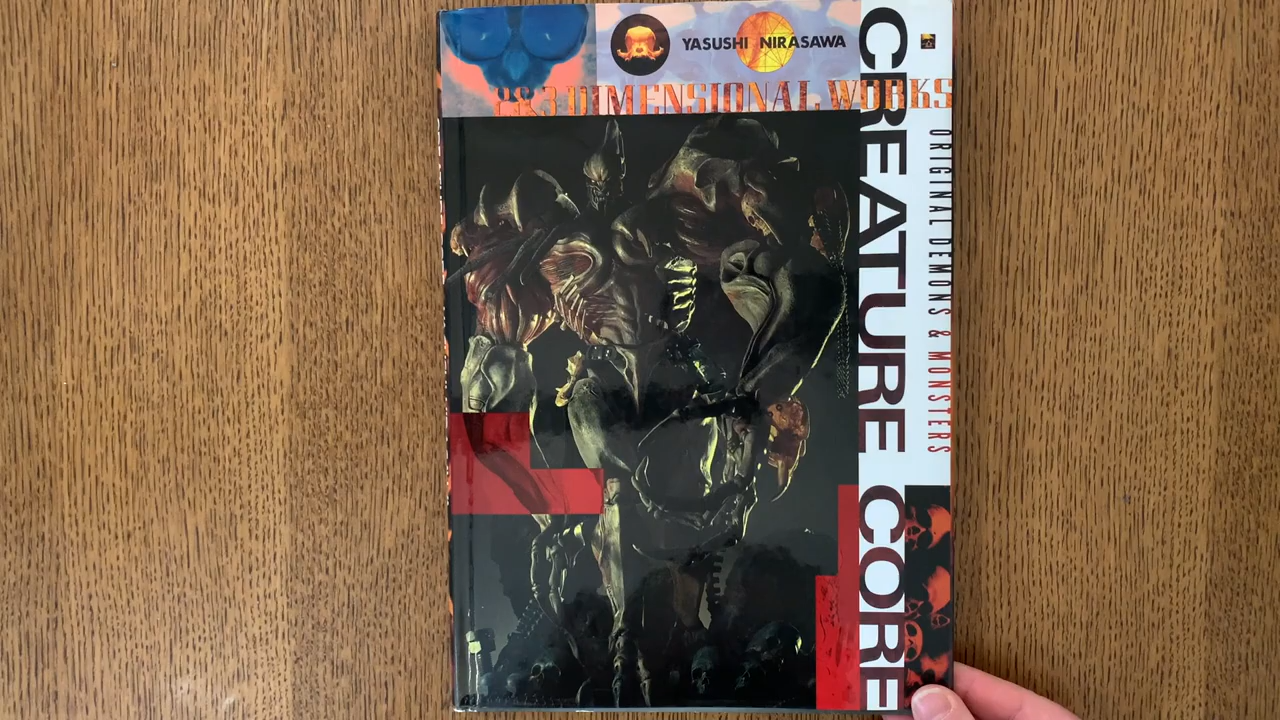 YASUSHI NIRASAWA
2&3 DIMENSIONAL WORKS
CREATURE CORE
ORIGINAL DEMONS & MONSTERS